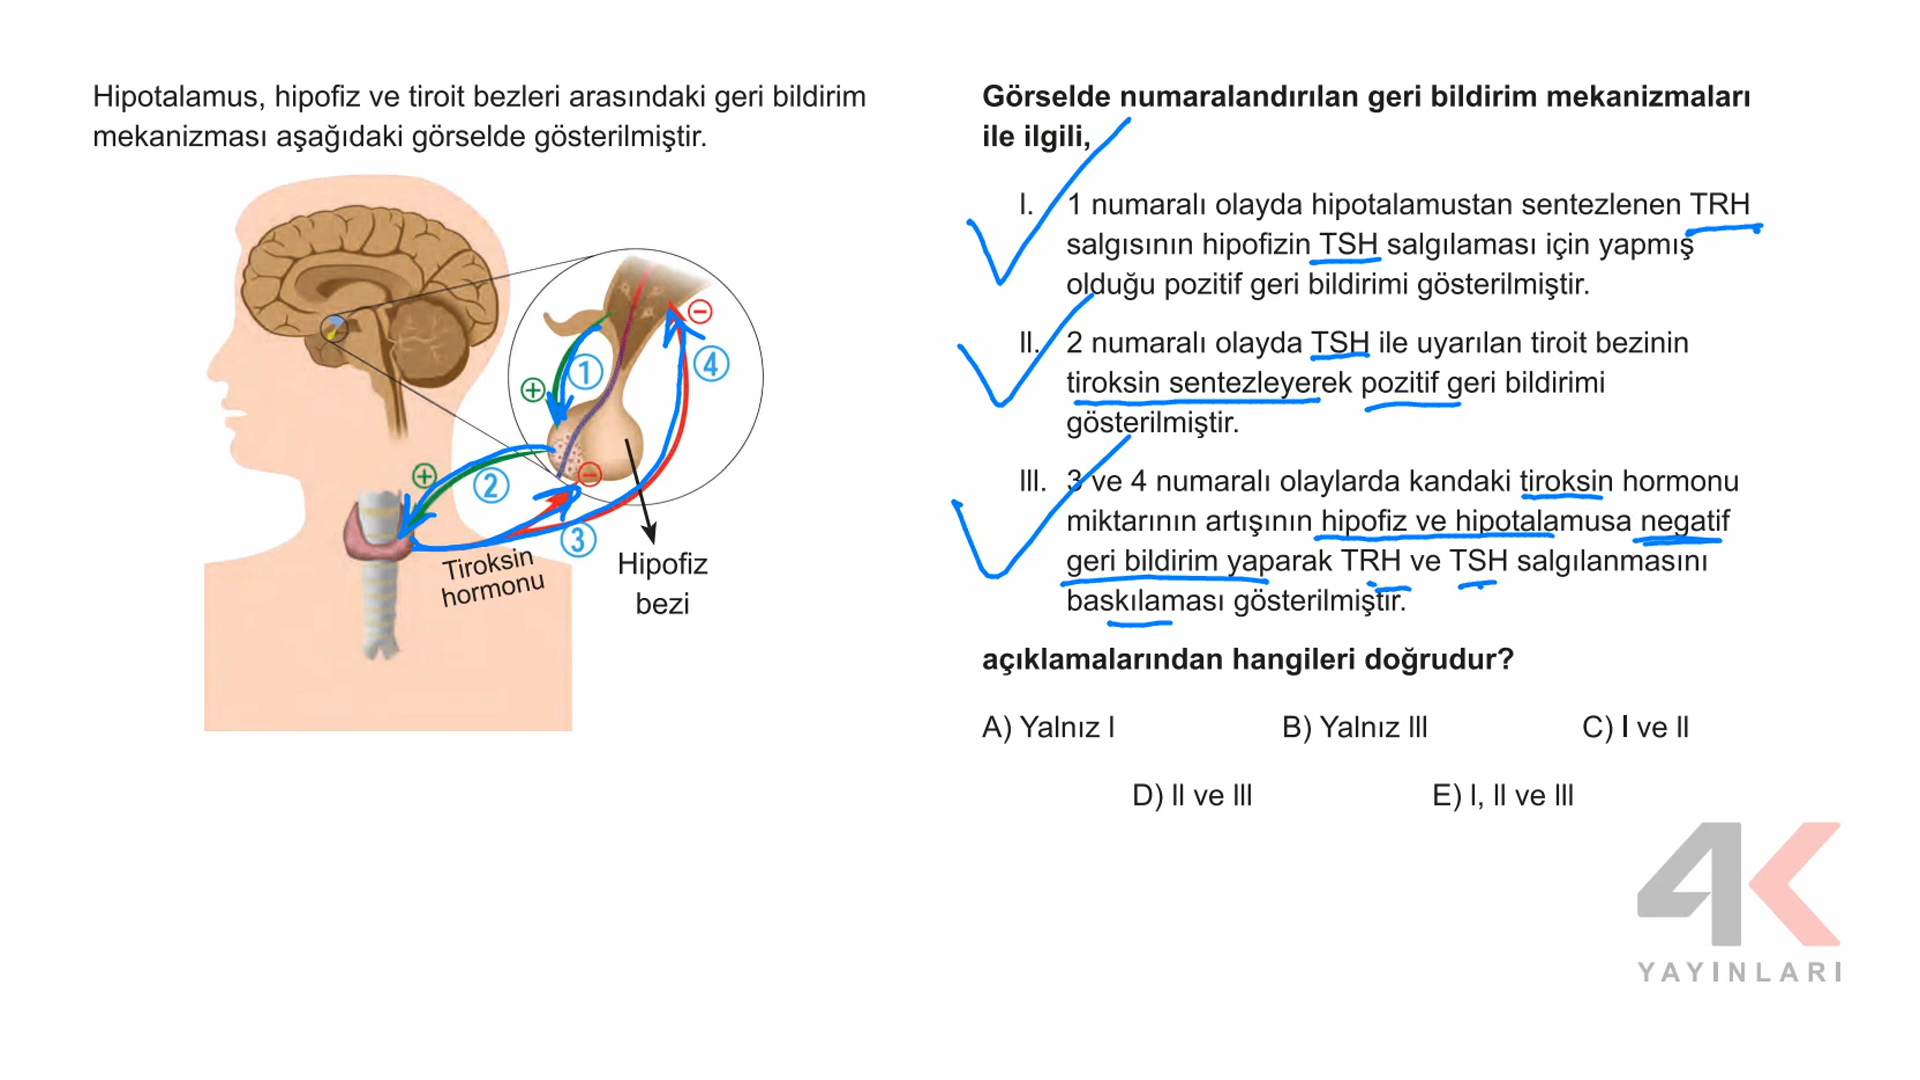 Hipotalamus, hipofiz ve tiroit bezleri arasındaki geri bildirim
mekanizması aşağıdaki görselde gösterilmiştir.
+
1
−
4
+
2
−
3
Tiroksin
hormonu
Hipofiz
bezi
Görselde numaralandırılan geri bildirim mekanizmaları
ile ilgili,
I. 1 numaralı olayda hipotalamustan sentezlenen TRH
salgısının hipofizin TSH salgılaması için yapmış
olduğu pozitif geri bildirimi gösterilmiştir.
II. 2 numaralı olayda TSH ile uyarılan tiroit bezinin
tiroksin sentezleyerek pozitif geri bildirimi
gösterilmiştir.
III. 3 ve 4 numaralı olaylarda kandaki tiroksin hormonu
miktarının artışının hipofiz ve hipotalamusa negatif
geri bildirim yaparak TRH ve TSH salgılanmasını
baskılaması gösterilmiştir.
açıklamalarından hangileri doğrudur?
A) Yalnız I B) Yalnız III C) I ve II
D) II ve III E) I, II ve III
4K
YAYINLARI